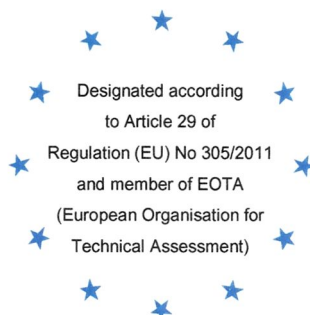 Designated according
to Article 29 of
Regulation (EU) No 305/2011
and member of EOTA
(European Organisation for
Technical Assessment)